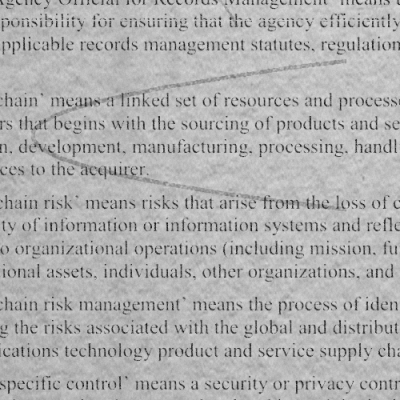 Agency Official for Records Management' means
ponsibility for ensuring that the agency efficiently
applicable records management statutes, regulation
chain' means a linked set of resources and process
rs that begins with the sourcing of products and se
n, development, manufacturing, processing, handl
ces to the acquirer.
chain risk' means risks that arise from the loss of c
ty of information or information systems and refle
o organizational operations (including mission, fu
ional assets, individuals, other organizations, and
chain risk management' means the process of iden
g the risks associated with the global and distribut
ications technology product and service supply cha
specific control' means a security or privacy contr